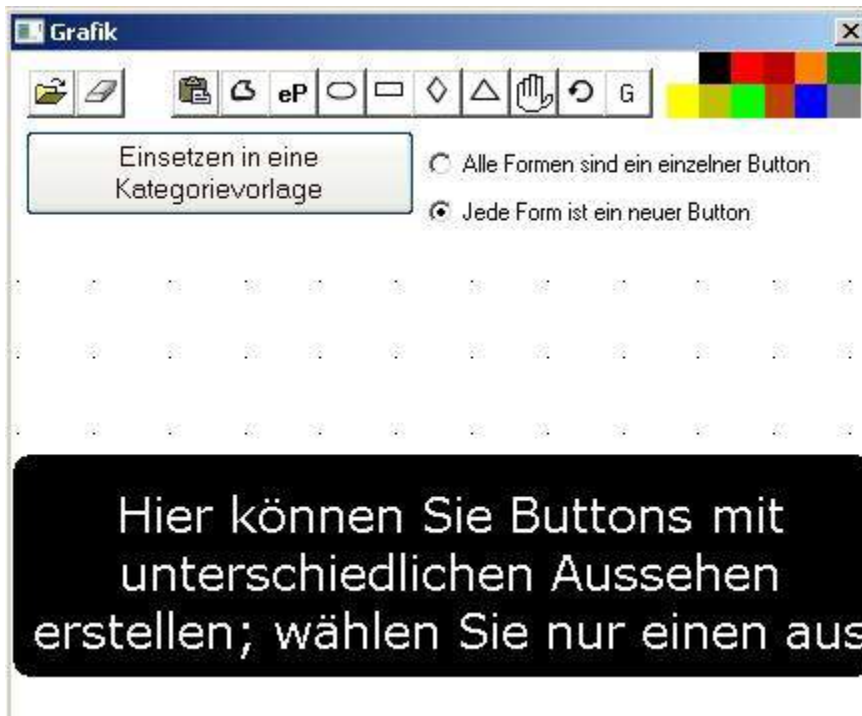 Grafik
eP G
Einsetzen in eine
Kategorievorlage
Alle Formen sind ein einzelner Button
Jede Form ist ein neuer Button
Hier können Sie Buttons mit
unterschiedlichen Aussehen
erstellen; wählen Sie nur einen aus